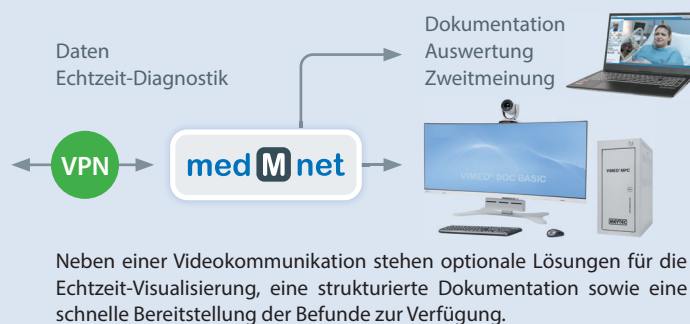 Daten
Echtzeit-Diagnostik
Dokumentation
Auswertung
Zweitmeinung
VPN
med M net
VIMED® DOC BASIC
VIMED® MPC
MEYTEC
Neben einer Videokommunikation stehen optionale Lösungen für die
Echtzeit-Visualisierung, eine strukturierte Dokumentation sowie eine
schnelle Bereitstellung der Befunde zur Verfügung.